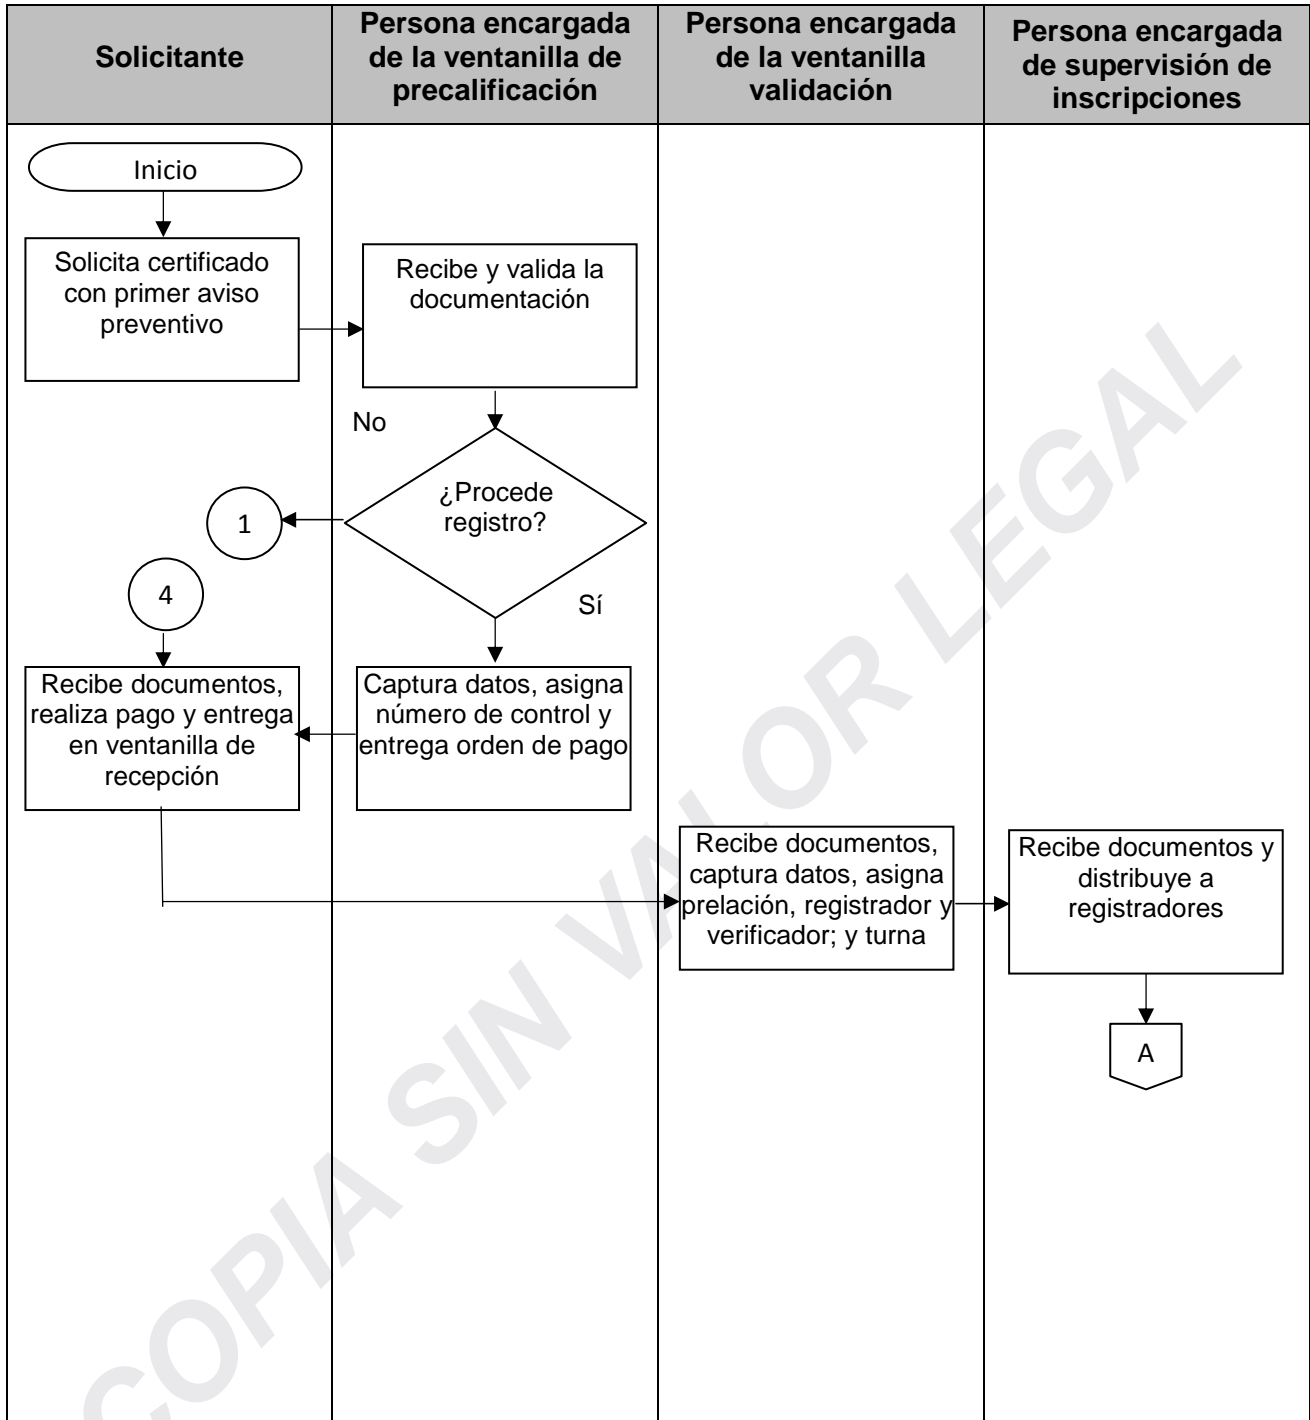 Solicitante
Persona encargada
de la ventanilla de
precalificación
Persona encargada
de la ventanilla
validación
Persona encargada
de supervisión de
inscripciones
Inicio
Solicita certificado
con primer aviso
preventivo
Recibe y valida la
documentación
No
¿Procede
registro?
1
4
Sí
Recibe documentos,
realiza pago y entrega
en ventanilla de
recepción
Captura datos, asigna
número de control y
entrega orden de pago
Recibe documentos,
captura datos, asigna
prelación, registrador y
verificador; y turna
Recibe documentos y
distribuye a
registradores
A
COPIA SIN VALOR LEGAL